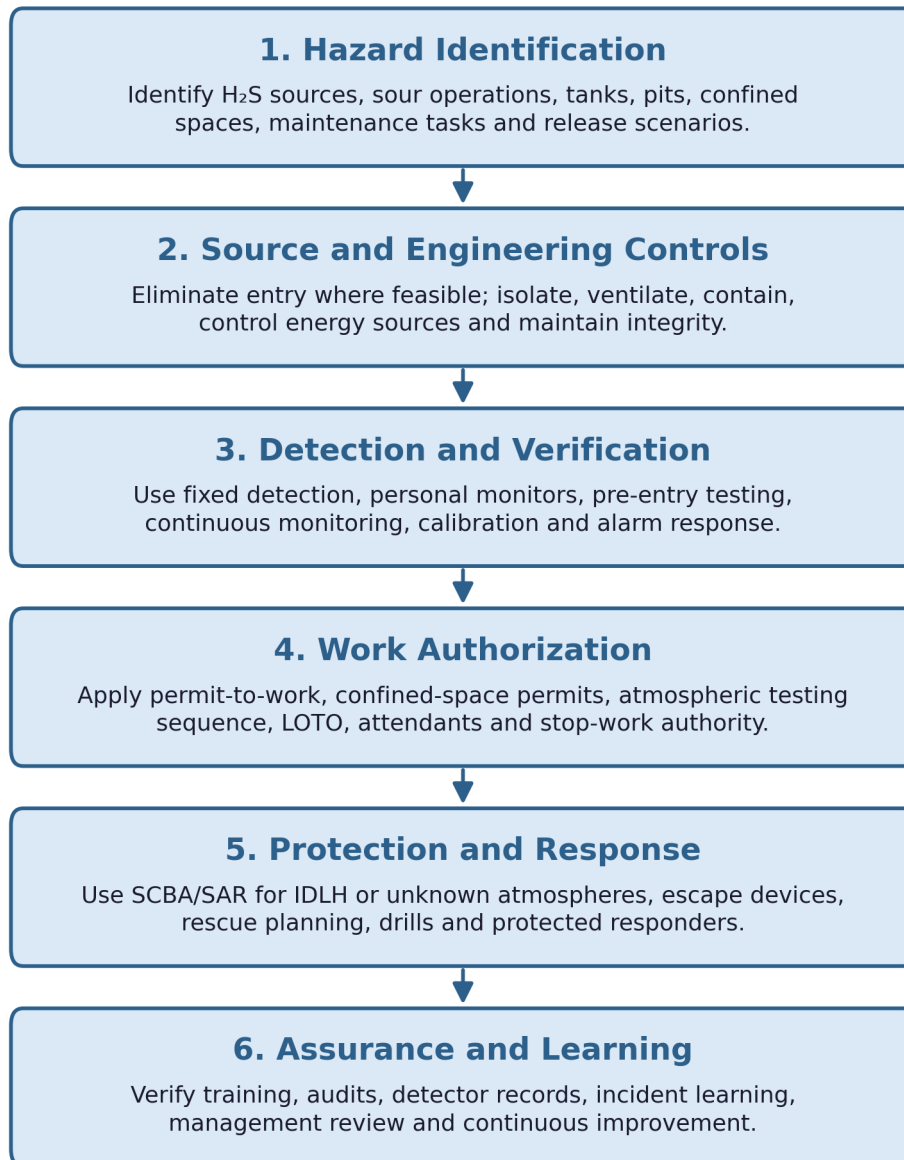 1. Hazard Identification
Identify H₂S sources, sour operations, tanks, pits, confined
spaces, maintenance tasks and release scenarios.
2. Source and Engineering Controls
Eliminate entry where feasible; isolate, ventilate, contain,
control energy sources and maintain integrity.
3. Detection and Verification
Use fixed detection, personal monitors, pre-entry testing,
continuous monitoring, calibration and alarm response.
4. Work Authorization
Apply permit-to-work, confined-space permits, atmospheric testing
sequence, LOTO, attendants and stop-work authority.
5. Protection and Response
Use SCBA/SAR for IDLH or unknown atmospheres, escape devices,
rescue planning, drills and protected responders.
6. Assurance and Learning
Verify training, audits, detector records, incident learning,
management review and continuous improvement.